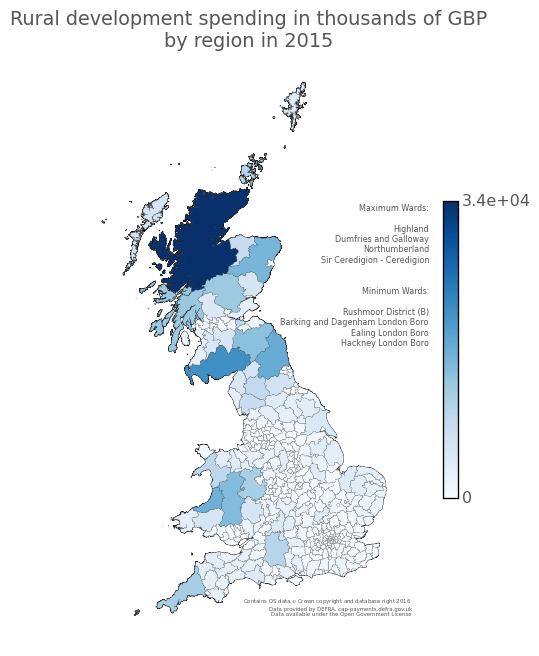 Rural development spending in thousands of GBP
by region in 2015
3.4e+04
Maximum Wards:
Highland
Dumfries and Galloway
Northumberland
Sir Ceredigion - Ceredigion
Minimum Wards:
Rushmoor District (B)
Barking and Dagenham London Boro
Ealing London Boro
Hackney London Boro
0
Contains OS data.© Crown copyright and database right 2016
Data provided by DEFRA, cap-payments.defra.gov.uk
Data available under the Open Government License